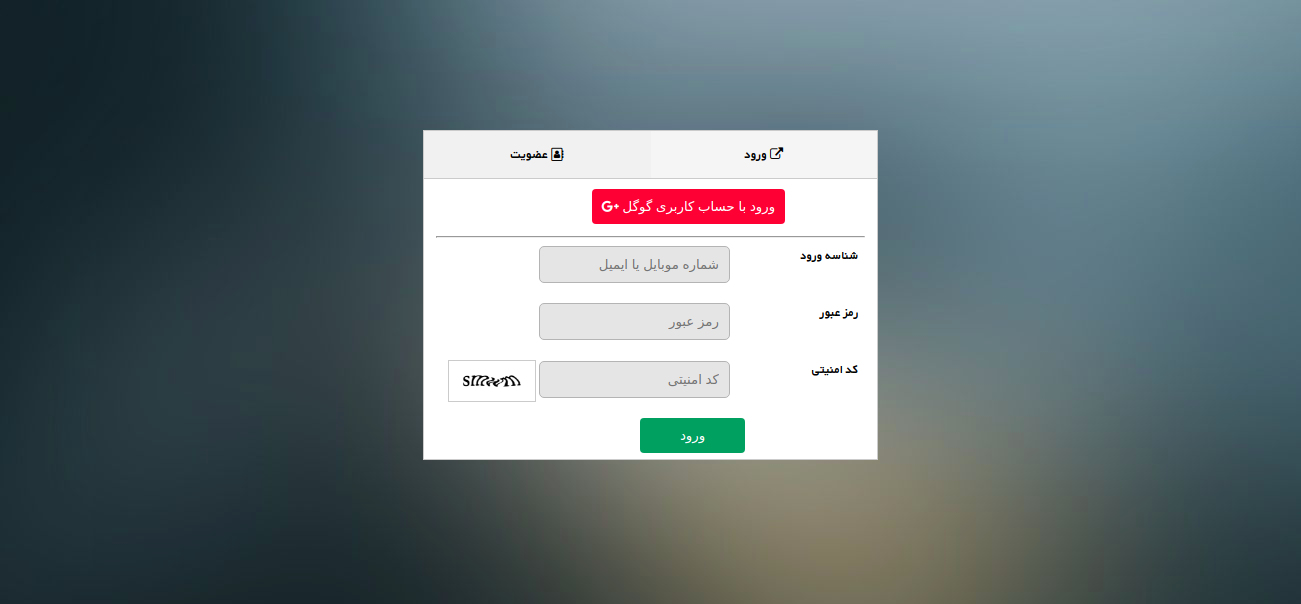 ورود
عضویت
ورود با حساب کاربری گوگل G+
شناسه ورود
شماره موبایل یا ایمیل
رمز عبور
رمز عبور
کد امنیتی
کد امنیتی
ورود